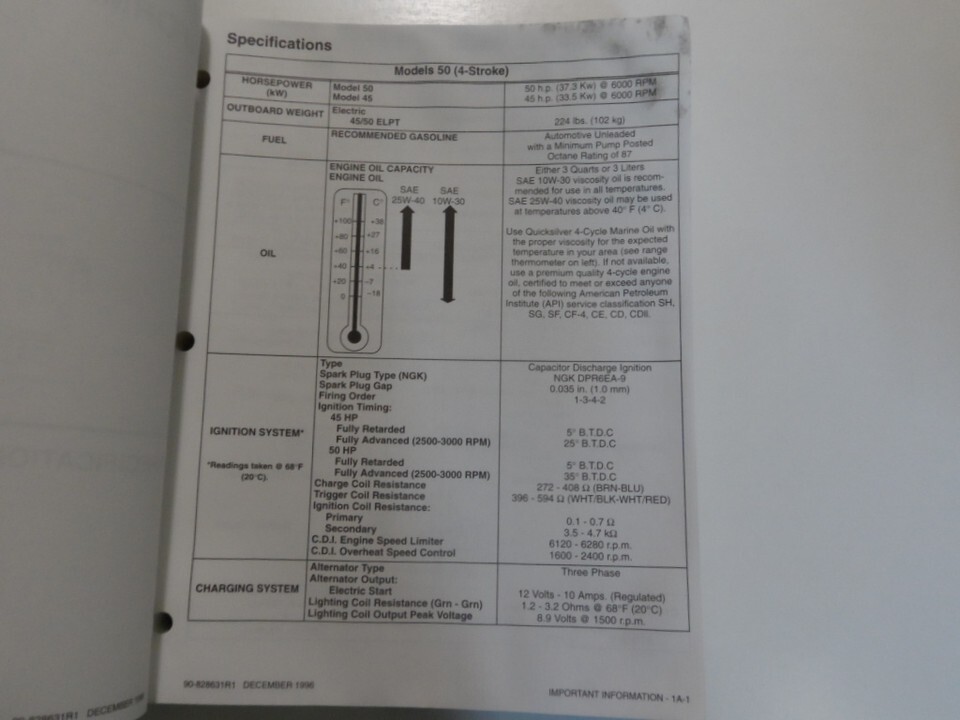 Specifications
Models 50 (4-Stroke)
HORSEPOWER
(kW)
Model 50
Model 45
50 h.p. (37.3 Kw) @ 6000 RPM
45 h.p. (33.5 Kw) @ 6000 RPM
OUTBOARD WEIGHT
Electric
45/50 ELPT
224 lbs. (102 kg)
FUEL
RECOMMENDED GASOLINE
Automotive Unleaded
with a Minimum Pump Posted
Octane Rating of 87
OIL
ENGINE OIL CAPACITY
ENGINE OIL
F° C°
SAE
25W-40
SAE
10W-30
+100 +38
+80 +27
+60 +16
+40 +4
+20 -7
0 -18
Either 3 Quarts or 3 Liters
SAE 10W-30 viscosity oil is recom-
mended for use in all temperatures.
SAE 25W-40 viscosity oil may be used
at temperatures above 40° F (4° C).
Use Quicksilver 4-Cycle Marine Oil with
the proper viscosity for the expected
temperature in your area (see range
thermometer on left). If not available,
use a premium quality 4-cycle engine
oil, certified to meet or exceed anyone
of the following American Petroleum
Institute (API) service classification SH,
SG, SF, CF-4, CE, CD, CDII.
IGNITION SYSTEM*
*Readings taken @ 68°F
(20°C).
Type
Capacitor Discharge Ignition
Spark Plug Type (NGK)
NGK DPR6EA-9
Spark Plug Gap
0.035 in. (1.0 mm)
Firing Order
1-3-4-2
Ignition Timing:
45 HP
Fully Retarded
5° B.T.D.C
Fully Advanced (2500-3000 RPM)
25° B.T.D.C
50 HP
Fully Retarded
5° B.T.D.C
Fully Advanced (2500-3000 RPM)
35° B.T.D.C
Charge Coil Resistance
272 - 408 Ω (BRN-BLU)
Trigger Coil Resistance
396 - 594 Ω (WHT/BLK-WHT/RED)
Ignition Coil Resistance:
Primary
0.1 - 0.7 Ω
Secondary
3.5 - 4.7 kΩ
C.D.I. Engine Speed Limiter
6120 - 6280 r.p.m.
C.D.I. Overheat Speed Control
1600 - 2400 r.p.m.
CHARGING SYSTEM
Alternator Type
Three Phase
Alternator Output:
Electric Start
12 Volts - 10 Amps. (Regulated)
Lighting Coil Resistance (Grn - Grn)
1.2 - 3.2 Ohms @ 68°F (20°C)
Lighting Coil Output Peak Voltage
8.9 Volts @ 1500 r.p.m.
90-828631R1 DECEMBER 1996
IMPORTANT INFORMATION - 1A-1
90-828631R1 DECEMBER